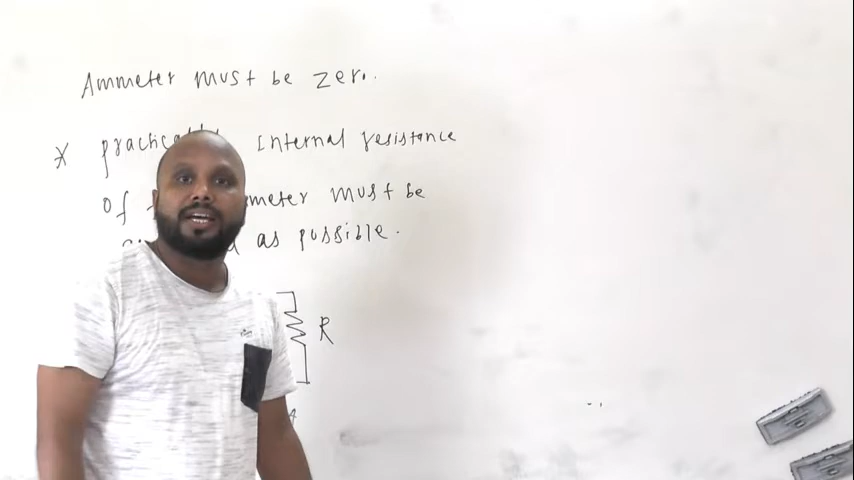 Ammeter must be zero.
* practically Internal resistance
of meter must be
as possible.
R